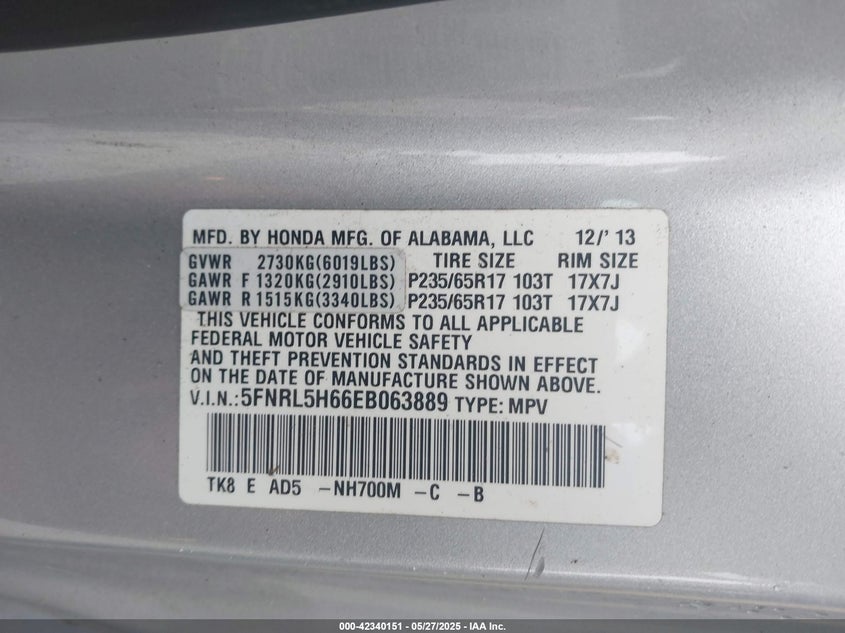 MFD. BY HONDA MFG. OF ALABAMA, LLC 12/' 13
GVWR 2730KG(6019LBS) TIRE SIZE RIM SIZE
GAWR F 1320KG(2910LBS) P235/65R17 103T 17X7J
GAWR R 1515KG(3340LBS) P235/65R17 103T 17X7J
THIS VEHICLE CONFORMS TO ALL APPLICABLE
FEDERAL MOTOR VEHICLE SAFETY
AND THEFT PREVENTION STANDARDS IN EFFECT
ON THE DATE OF MANUFACTURE SHOWN ABOVE.
V.I.N.:5FNRL5H66EB063889 TYPE: MPV
TK8 E AD5 -NH700M -C -B
000-42340151 - 05/27/2025 - IAA Inc.